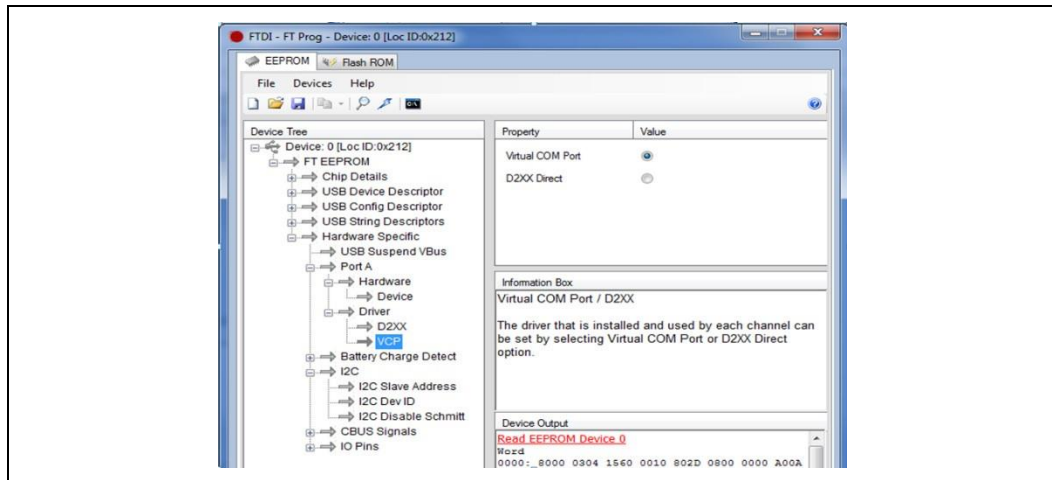 FTDI - FT Prog - Device: 0 [Loc ID:0x212]
EEPROM
Flash ROM
File Devices Help
Device Tree
Device: 0 [Loc ID:0x212]
FT EEPROM
Chip Details
USB Device Descriptor
USB Config Descriptor
USB String Descriptors
Hardware Specific
USB Suspend VBus
Port A
Hardware
Device
Driver
D2XX
VCP
Battery Charge Detect
I2C
I2C Slave Address
I2C Dev ID
I2C Disable Schmitt
CBUS Signals
IO Pins
Property Value
Virtual COM Port
D2XX Direct
Information Box
Virtual COM Port / D2XX
The driver that is installed and used by each channel can
be set by selecting Virtual COM Port or D2XX Direct
option.
Device Output
Read EEPROM Device 0
Word
0000:_8000 0304 1560 0010 802D 0800 0000 A00A